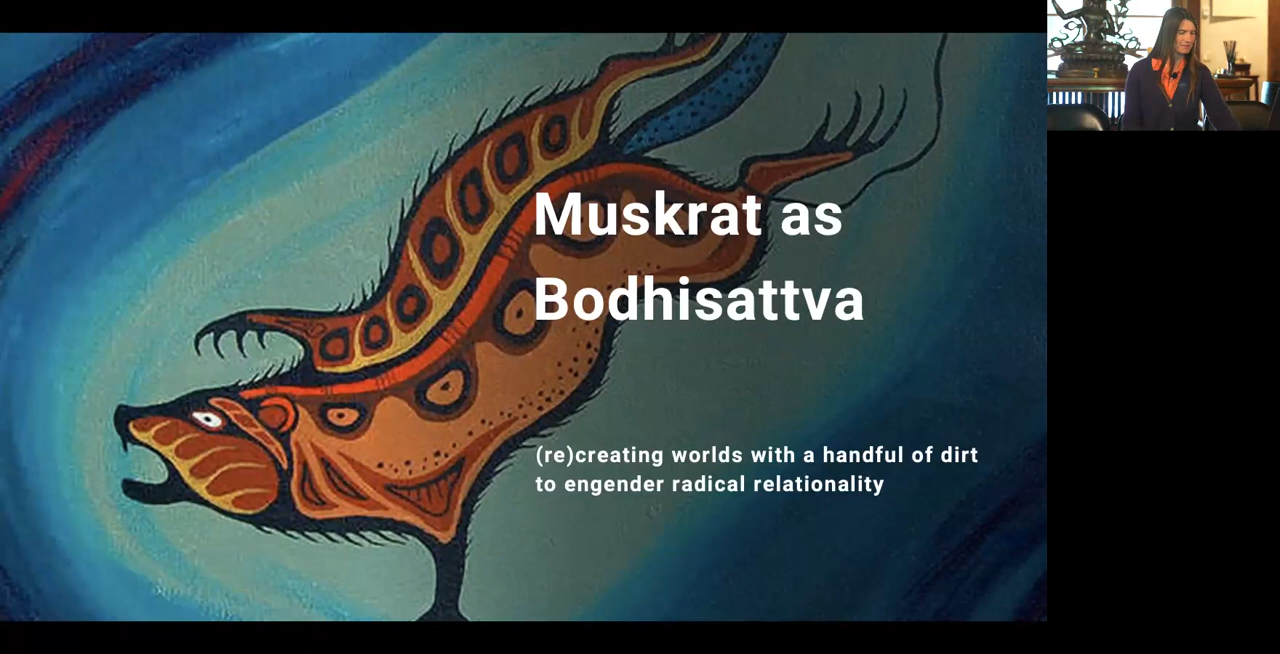 Muskrat as
Bodhisattva
(re)creating worlds with a handful of dirt
to engender radical relationality